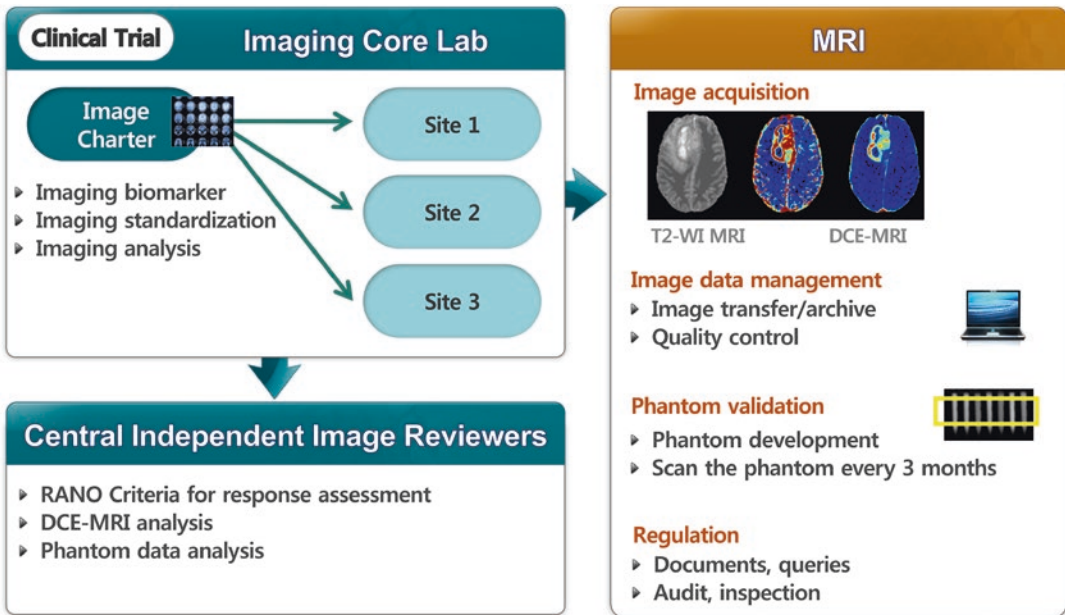 Clinical Trial
Imaging Core Lab
Image
Charter
Site 1
Site 2
Site 3
Imaging biomarker
Imaging standardization
Imaging analysis
Central Independent Image Reviewers
RANO Criteria for response assessment
DCE-MRI analysis
Phantom data analysis
MRI
Image acquisition
T2-WI MRI DCE-MRI
Image data management
Image transfer/archive
Quality control
Phantom validation
Phantom development
Scan the phantom every 3 months
Regulation
Documents, queries
Audit, inspection